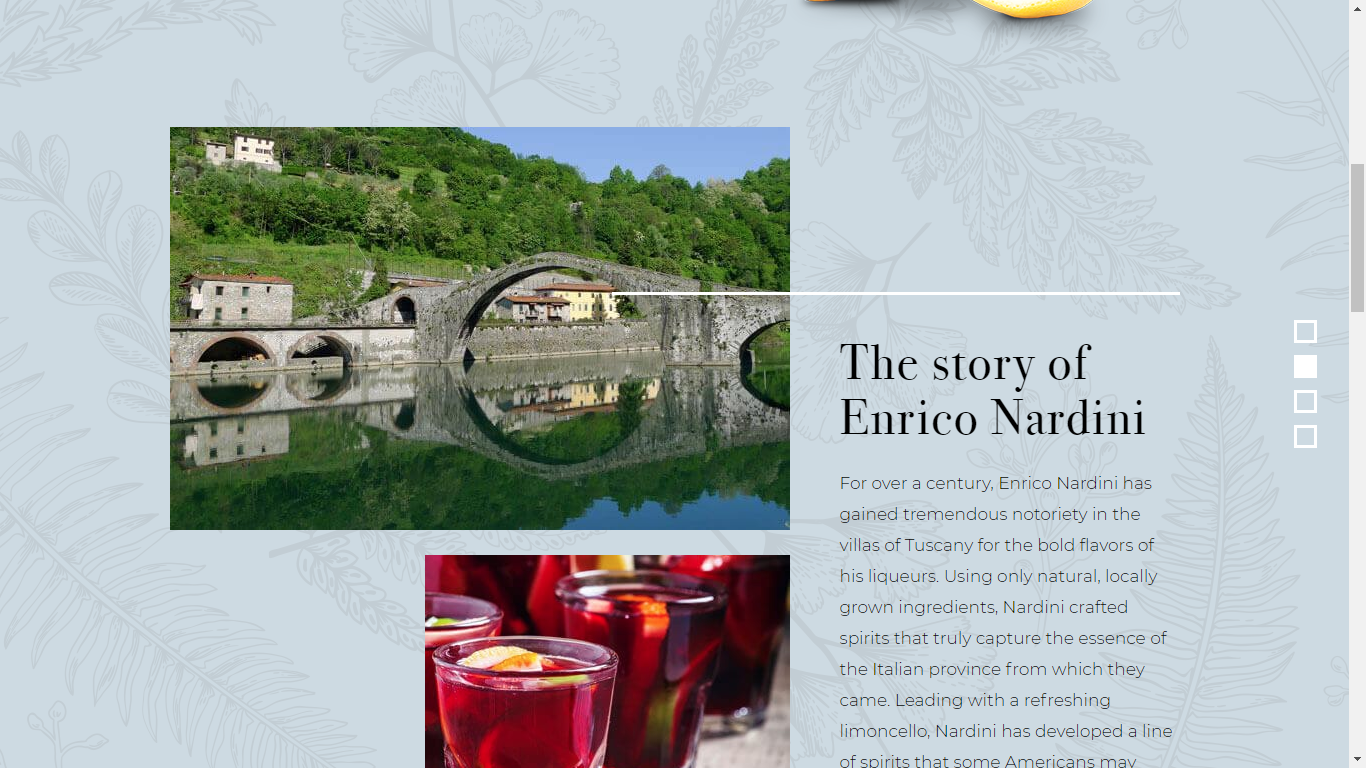 The story of
Enrico Nardini
For over a century, Enrico Nardini has
gained tremendous notoriety in the
villas of Tuscany for the bold flavors of
his liqueurs. Using only natural, locally
grown ingredients, Nardini crafted
spirits that truly capture the essence of
the Italian province from which they
came. Leading with a refreshing
limoncello, Nardini has developed a line
of spirits that some Americans may